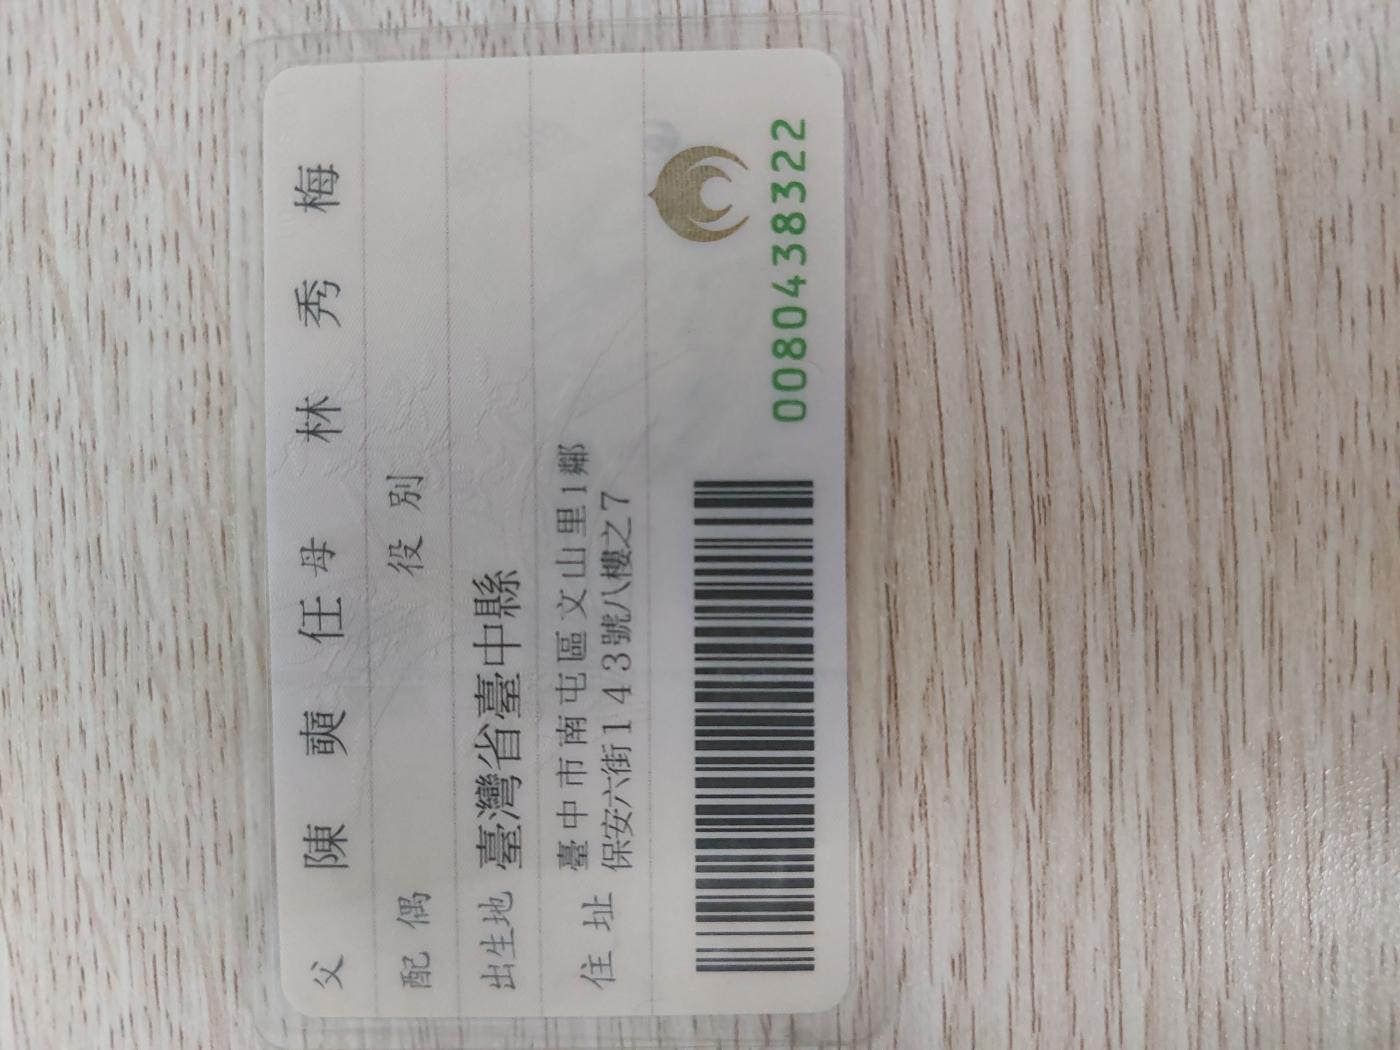 父 陳奭任 母 林秀梅
配偶 役別
出生地 臺灣省臺中縣
住址 臺中市南屯區文山里1鄰
保安六街143號八樓之7
0080438322